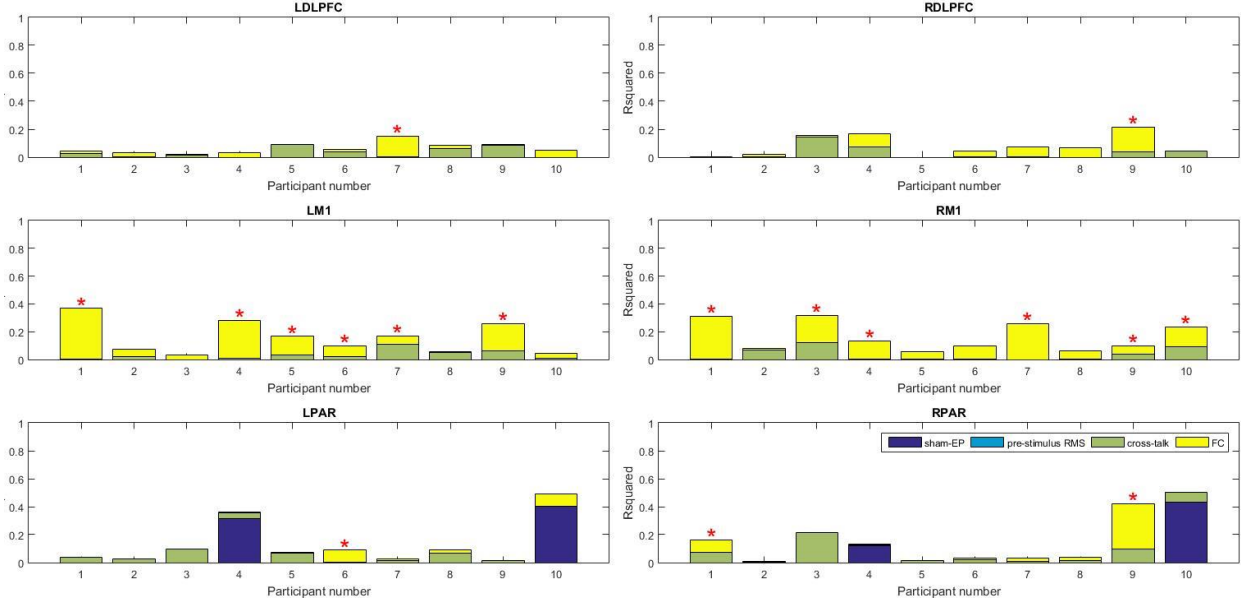 LDLPFC
1
0.8
0.6
0.4
0.2
0
*
1 2 3 4 5 6 7 8 9 10
Participant number
RDLPFC
Rsquared
1
0.8
0.6
0.4
0.2
0
*
1 2 3 4 5 6 7 8 9 10
Participant number
LM1
1
0.8
0.6
0.4
0.2
0
* * * * * *
1 2 3 4 5 6 7 8 9 10
Participant number
RM1
Rsquared
1
0.8
0.6
0.4
0.2
0
* * * * * *
1 2 3 4 5 6 7 8 9 10
Participant number
LPAR
1
0.8
0.6
0.4
0.2
0
*
1 2 3 4 5 6 7 8 9 10
Participant number
RPAR
sham-EP pre-stimulus RMS cross-talk FC
Rsquared
1
0.8
0.6
0.4
0.2
0
* *
1 2 3 4 5 6 7 8 9 10
Participant number